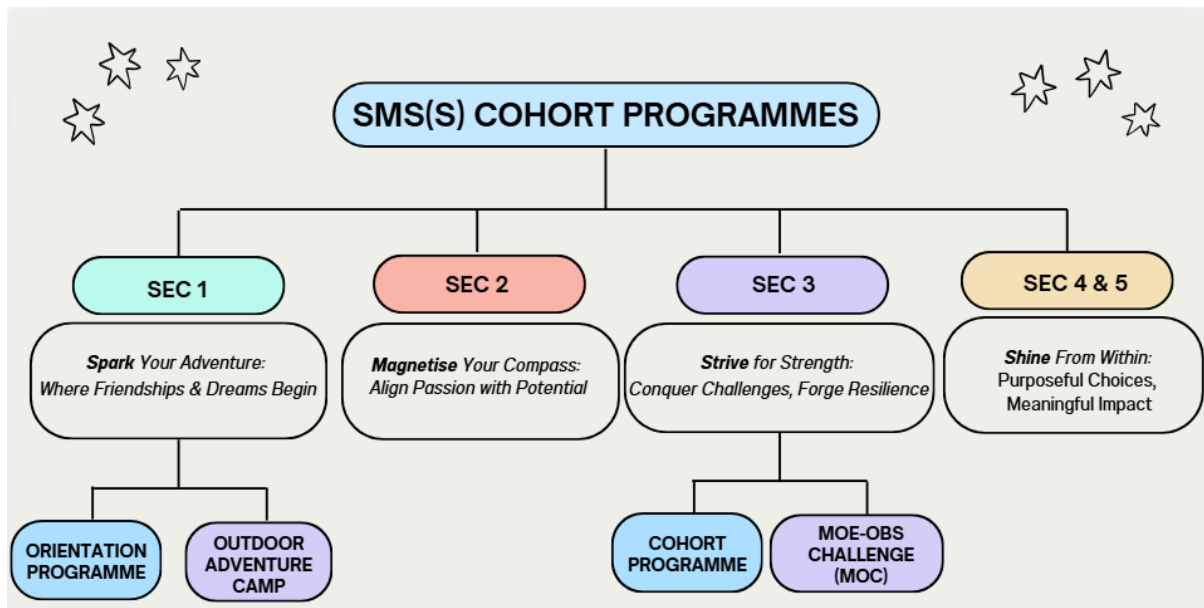 SMS(S) COHORT PROGRAMMES
SEC 1
Spark Your Adventure:
Where Friendships & Dreams Begin
ORIENTATION
PROGRAMME
OUTDOOR
ADVENTURE
CAMP
SEC 2
Magnetise Your Compass:
Align Passion with Potential
SEC 3
Strive for Strength:
Conquer Challenges, Forge Resilience
COHORT
PROGRAMME
MOE-OBS
CHALLENGE
(MOC)
SEC 4 & 5
Shine From Within:
Purposeful Choices,
Meaningful Impact